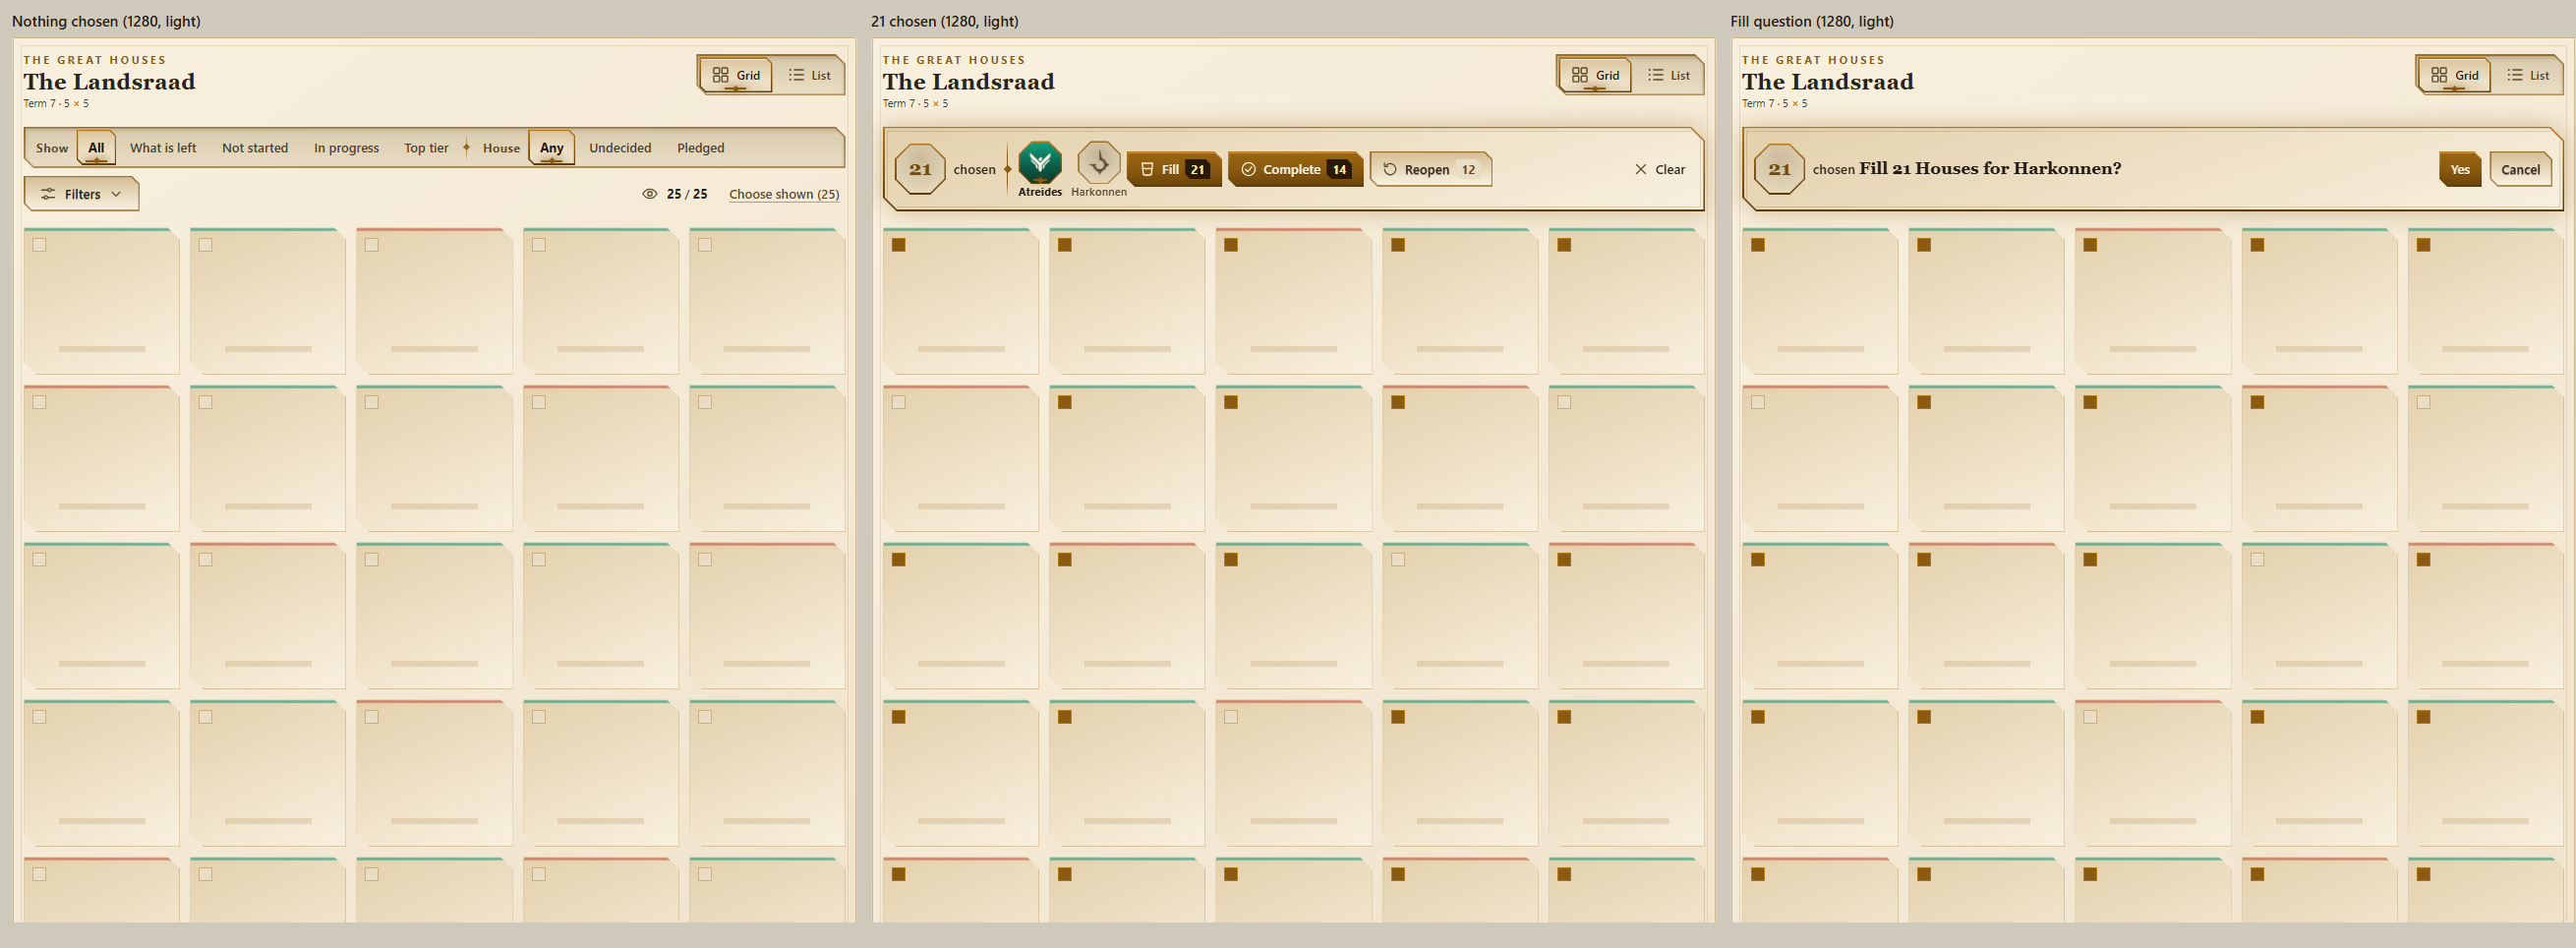 Nothing chosen (1280, light)
THE GREAT HOUSES
The Landsraad
Term 7 · 5 × 5
Grid List
Show All What is left Not started In progress Top tier House Any Undecided Pledged
Filters 25 / 25 Choose shown (25)
21 chosen (1280, light)
THE GREAT HOUSES
The Landsraad
Term 7 · 5 × 5
Grid List
21 chosen Atreides Harkonnen Fill 21 Complete 14 Reopen 12 Clear
Fill question (1280, light)
THE GREAT HOUSES
The Landsraad
Term 7 · 5 × 5
Grid List
21 chosen Fill 21 Houses for Harkonnen? Yes Cancel